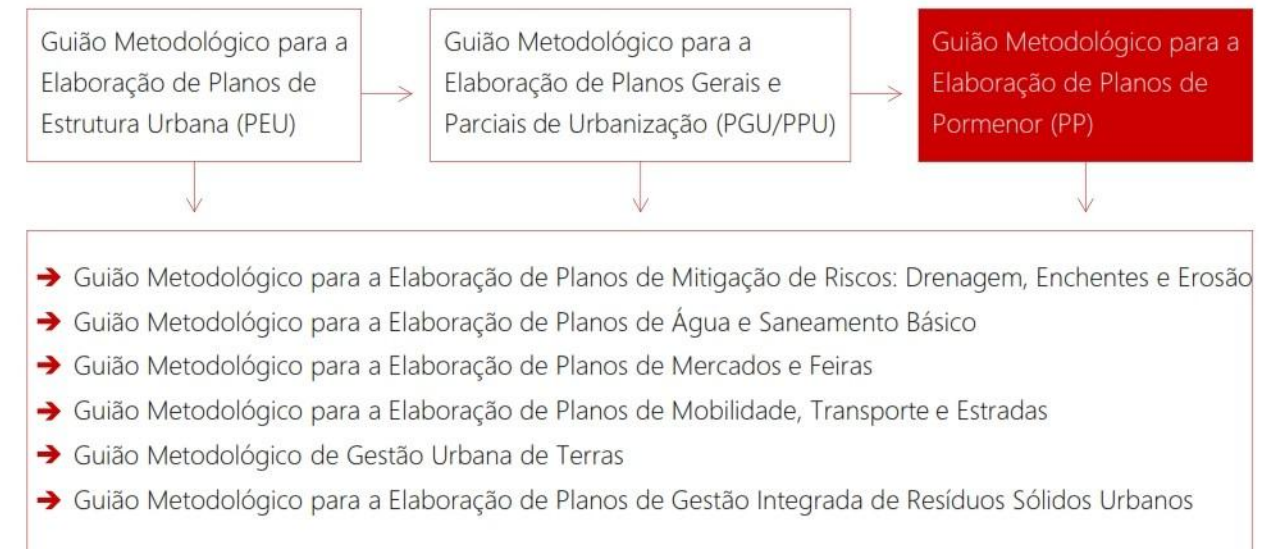 Guião Metodológico para a
Elaboração de Planos de
Estrutura Urbana (PEU)
Guião Metodológico para a
Elaboração de Planos Gerais e
Parciais de Urbanização (PGU/PPU)
Guião Metodológico para a
Elaboração de Planos de
Pormenor (PP)
Guião Metodológico para a Elaboração de Planos de Mitigação de Riscos: Drenagem, Enchentes e Erosão
Guião Metodológico para a Elaboração de Planos de Água e Saneamento Básico
Guião Metodológico para a Elaboração de Planos de Mercados e Feiras
Guião Metodológico para a Elaboração de Planos de Mobilidade, Transporte e Estradas
Guião Metodológico de Gestão Urbana de Terras
Guião Metodológico para a Elaboração de Planos de Gestão Integrada de Resíduos Sólidos Urbanos